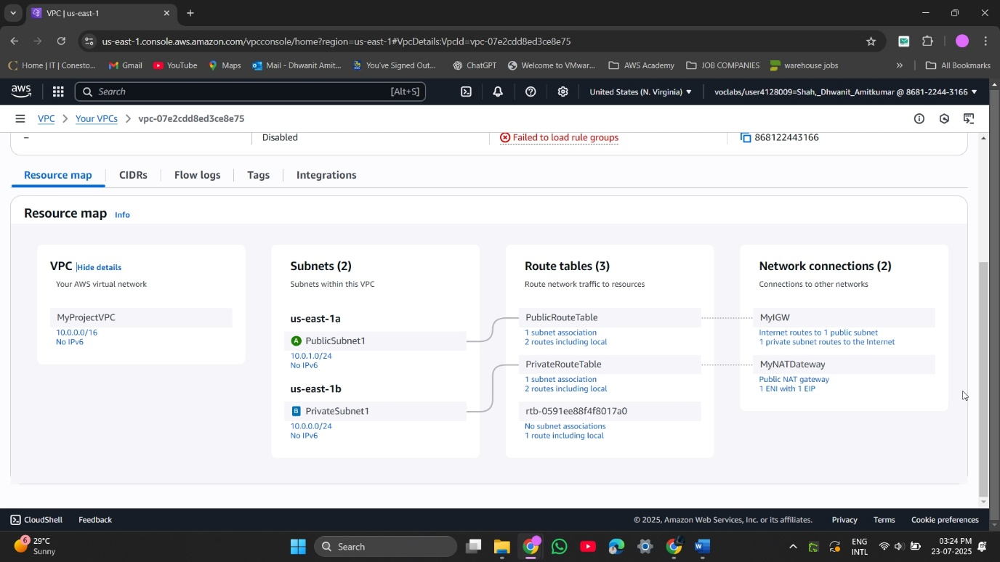 VPC | us-east-1
us-east-1.console.aws.amazon.com/vpcconsole/home?region=us-east-1#VpcDetails:VpcId=vpc-07e2cdd8ed3ce8e75
Home | IT | Conesto... Gmail YouTube Maps Mail - Dhwanit Amit... You've Signed Out... ChatGPT Welcome to VMwar... AWS Academy JOB COMPANIES warehouse jobs » All Bookmarks
aws Search [Alt+S] United States (N. Virginia) voclabs/user4128009=Shah,_Dhwanit_Amitkumar @ 8681-2244-3166
VPC > Your VPCs > vpc-07e2cdd8ed3ce8e75
– Disabled Failed to load rule groups 868122443166
Resource map CIDRs Flow logs Tags Integrations
Resource map Info
VPC Hide details
Your AWS virtual network
MyProjectVPC
10.0.0.0/16
No IPv6
Subnets (2)
Subnets within this VPC
us-east-1a
A PublicSubnet1
10.0.1.0/24
No IPv6
us-east-1b
B PrivateSubnet1
10.0.0.0/24
No IPv6
Route tables (3)
Route network traffic to resources
PublicRouteTable
1 subnet association
2 routes including local
PrivateRouteTable
1 subnet association
2 routes including local
rtb-0591ee88f4f8017a0
No subnet associations
1 route including local
Network connections (2)
Connections to other networks
MyIGW
Internet routes to 1 public subnet
1 private subnet routes to the Internet
MyNATDateway
Public NAT gateway
1 ENI with 1 EIP
CloudShell Feedback © 2025, Amazon Web Services, Inc. or its affiliates. Privacy Terms Cookie preferences
6 29°C
Sunny
Search
ENG
INTL
03:24 PM
23-07-2025